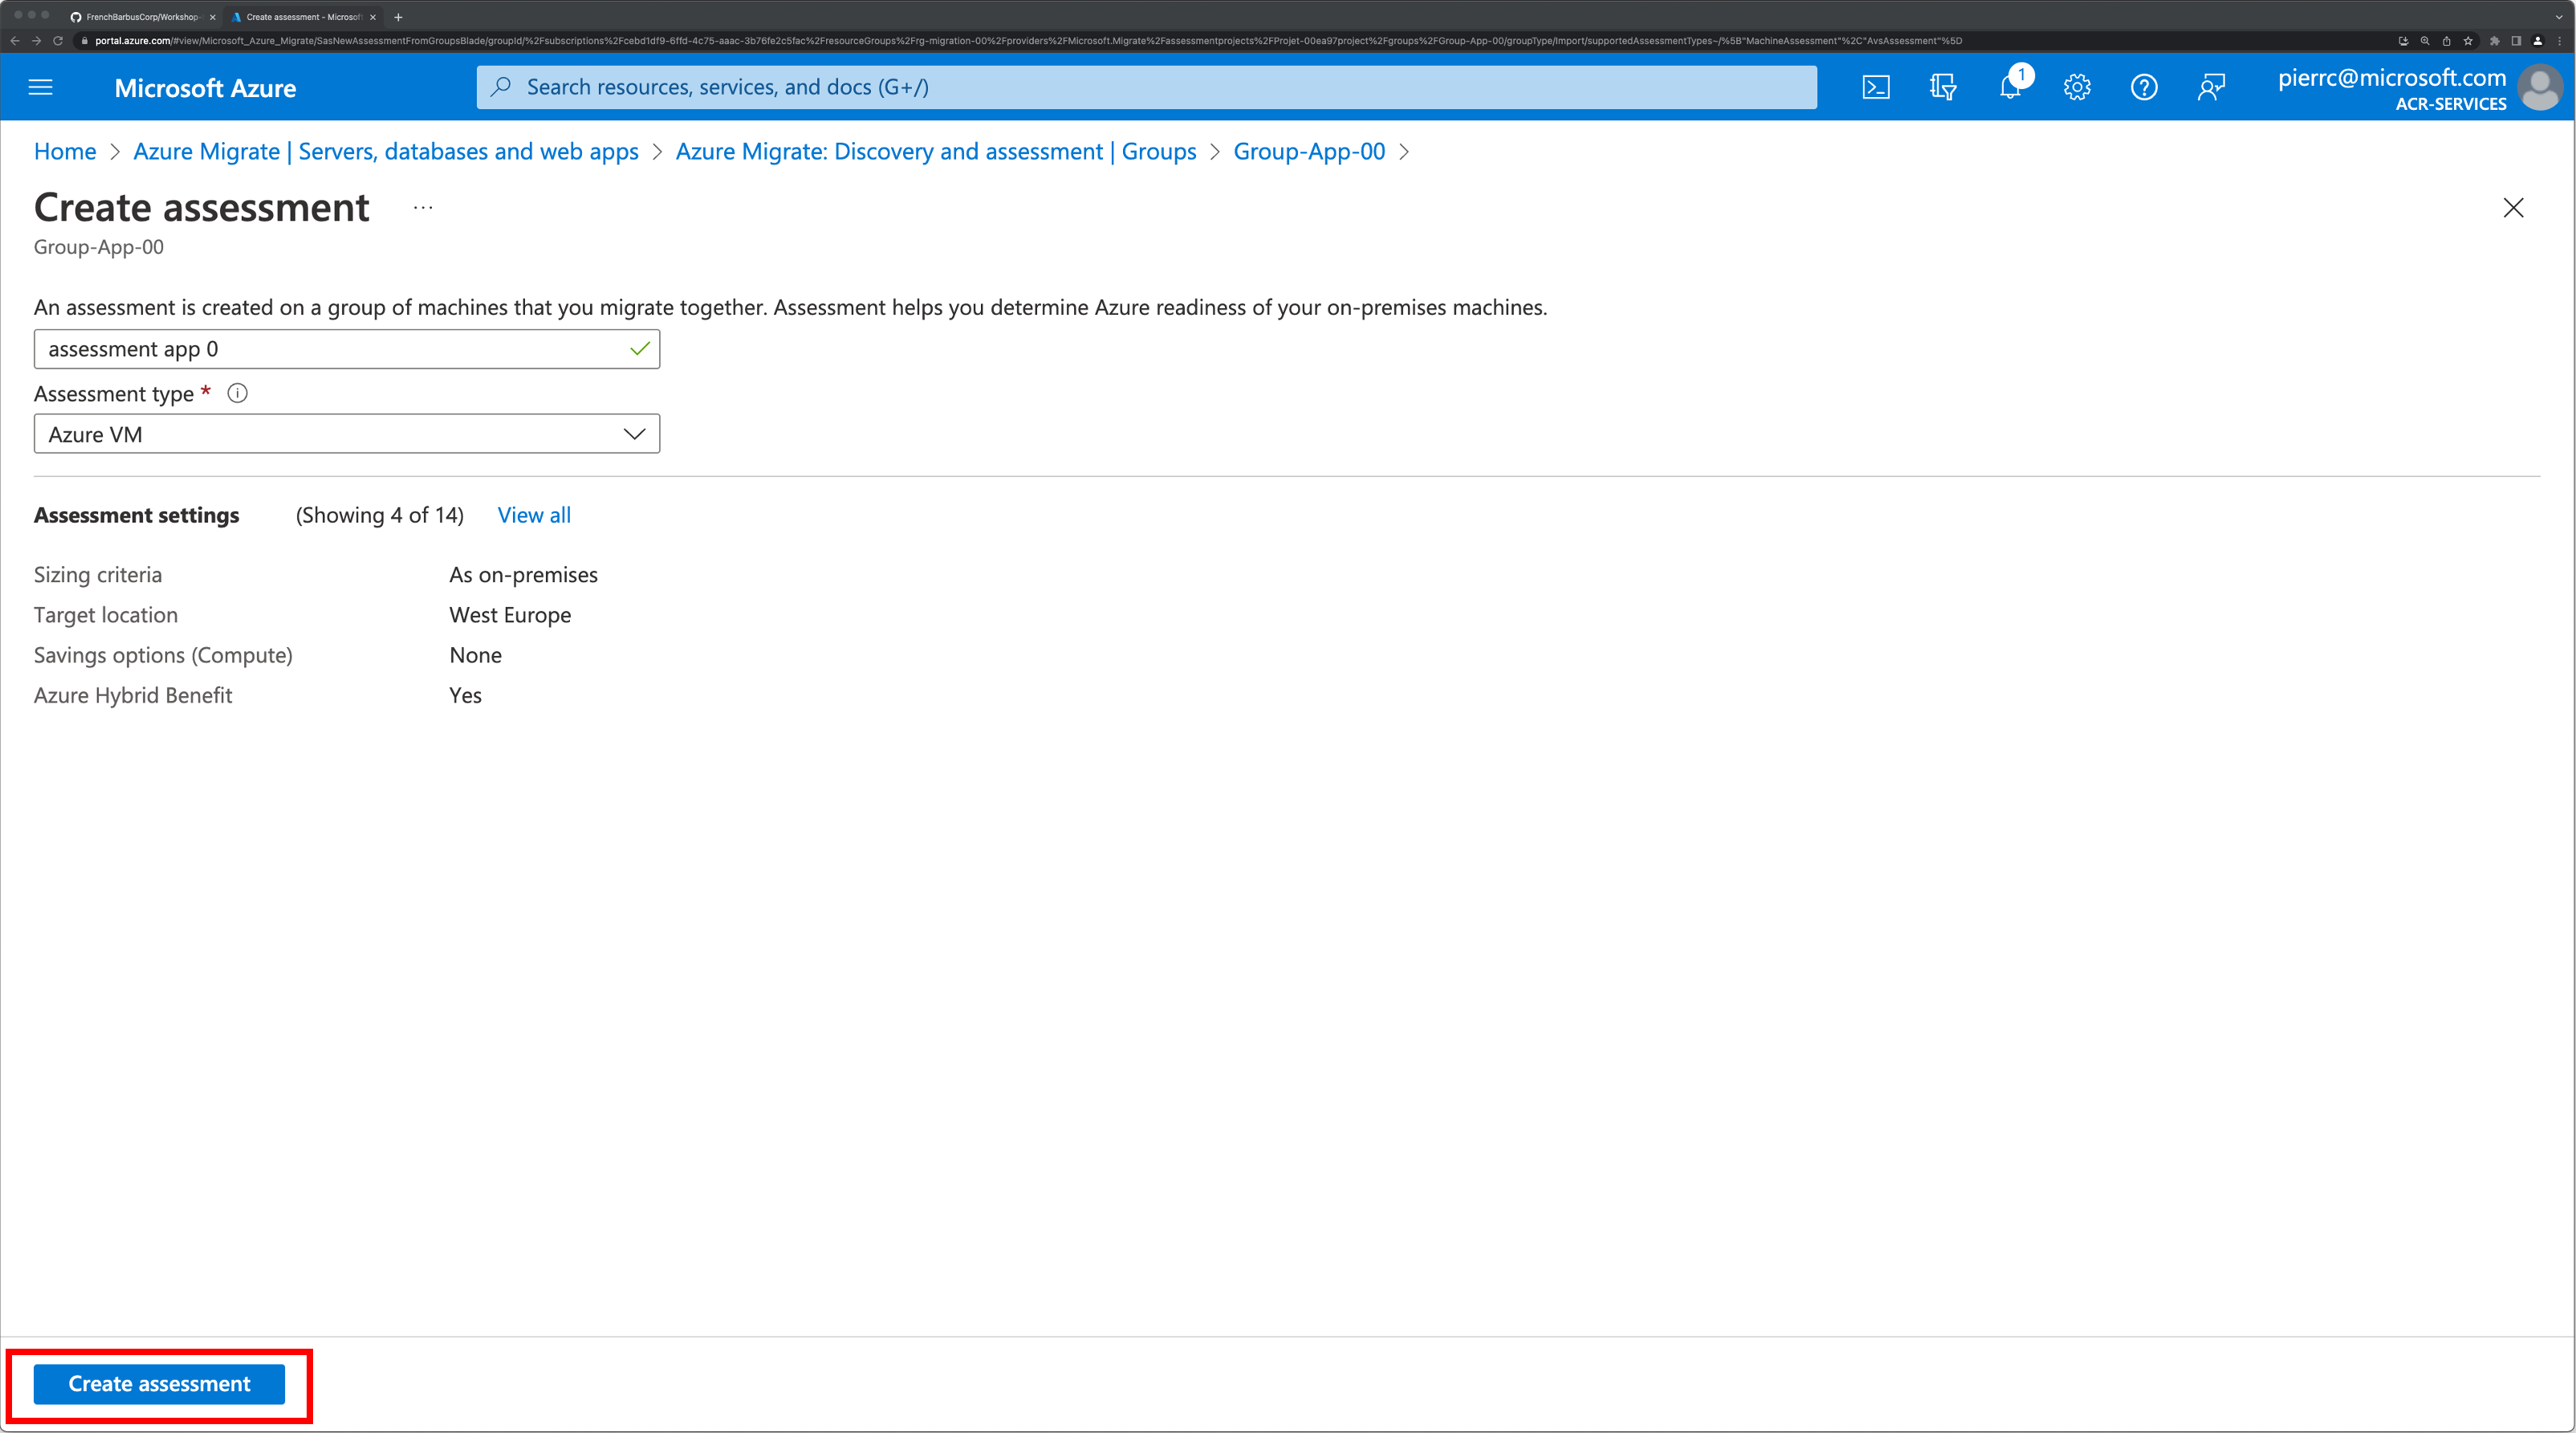 FrenchBarbusCorp/Workshop-
Create assessment - Microsof
portal.azure.com/#view/Microsoft_Azure_Migrate/SasNewAssessmentFromGroupsBlade/groupId/%2Fsubscriptions%2Fcebd1df9-6ffd-4c75-aaac-3b76fe2c5fac%2FresourceGroups%2Frg-migration-00%2Fproviders%2FMicrosoft.Migrate%2Fassessmentprojects%2FProjet-00ea97project%2Fgroups%2FGroup-App-00/groupType/Import/supportedAssessmentTypes~/%5B"MachineAssessment"%2C"AvsAssessment"%5D
Microsoft Azure
Search resources, services, and docs (G+/)
1
pierrc@microsoft.com
ACR-SERVICES
Home > Azure Migrate | Servers, databases and web apps > Azure Migrate: Discovery and assessment | Groups > Group-App-00 >
Create assessment ...
Group-App-00
An assessment is created on a group of machines that you migrate together. Assessment helps you determine Azure readiness of your on-premises machines.
assessment app 0
Assessment type *
Azure VM
Assessment settings (Showing 4 of 14) View all
Sizing criteria As on-premises
Target location West Europe
Savings options (Compute) None
Azure Hybrid Benefit Yes
Create assessment